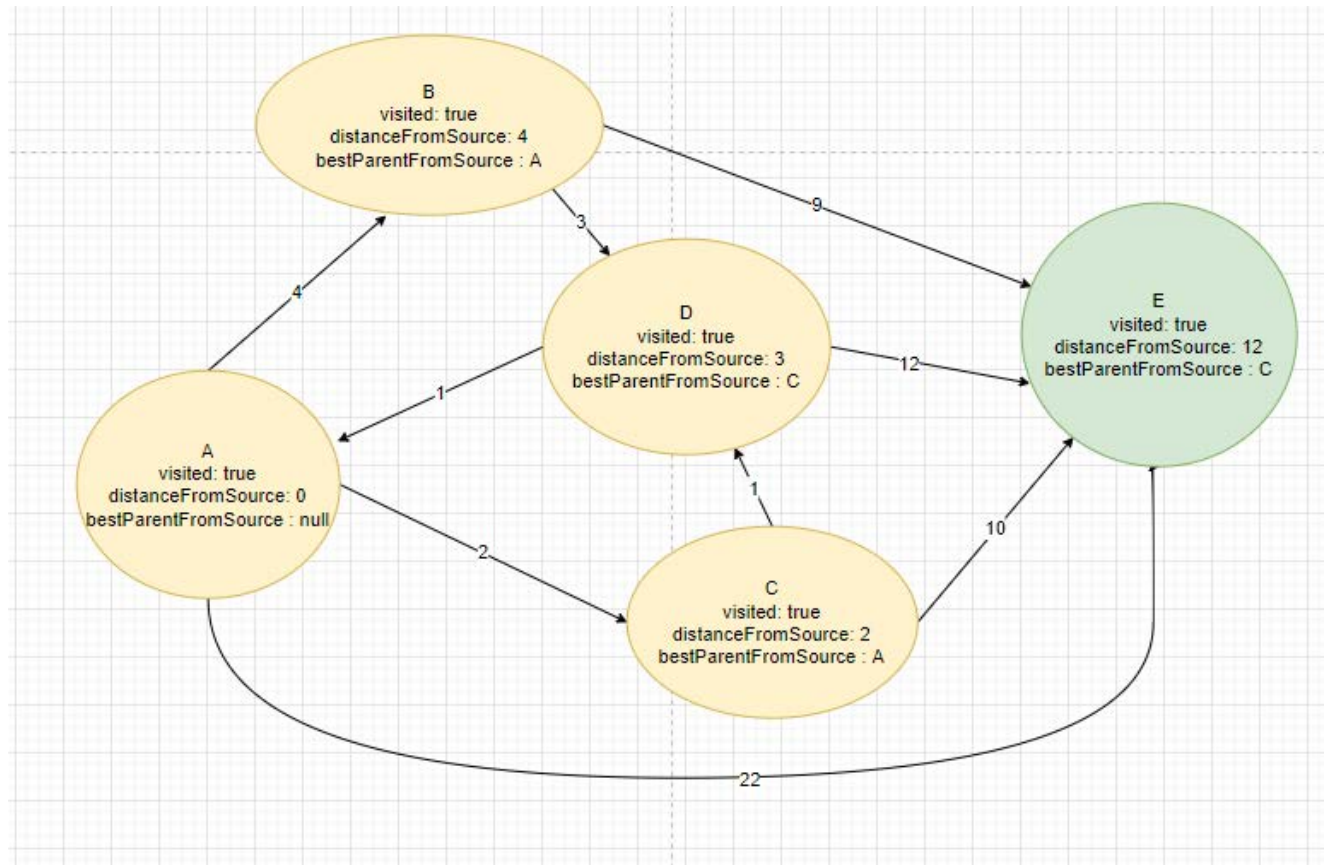 B
visited: true
distanceFromSource: 4
bestParentFromSource : A
9
3
4
D
visited: true
distanceFromSource: 3
bestParentFromSource : C
E
visited: true
distanceFromSource: 12
bestParentFromSource : C
12
1
A
visited: true
distanceFromSource: 0
bestParentFromSource : null
1
10
2
C
visited: true
distanceFromSource: 2
bestParentFromSource : A
22